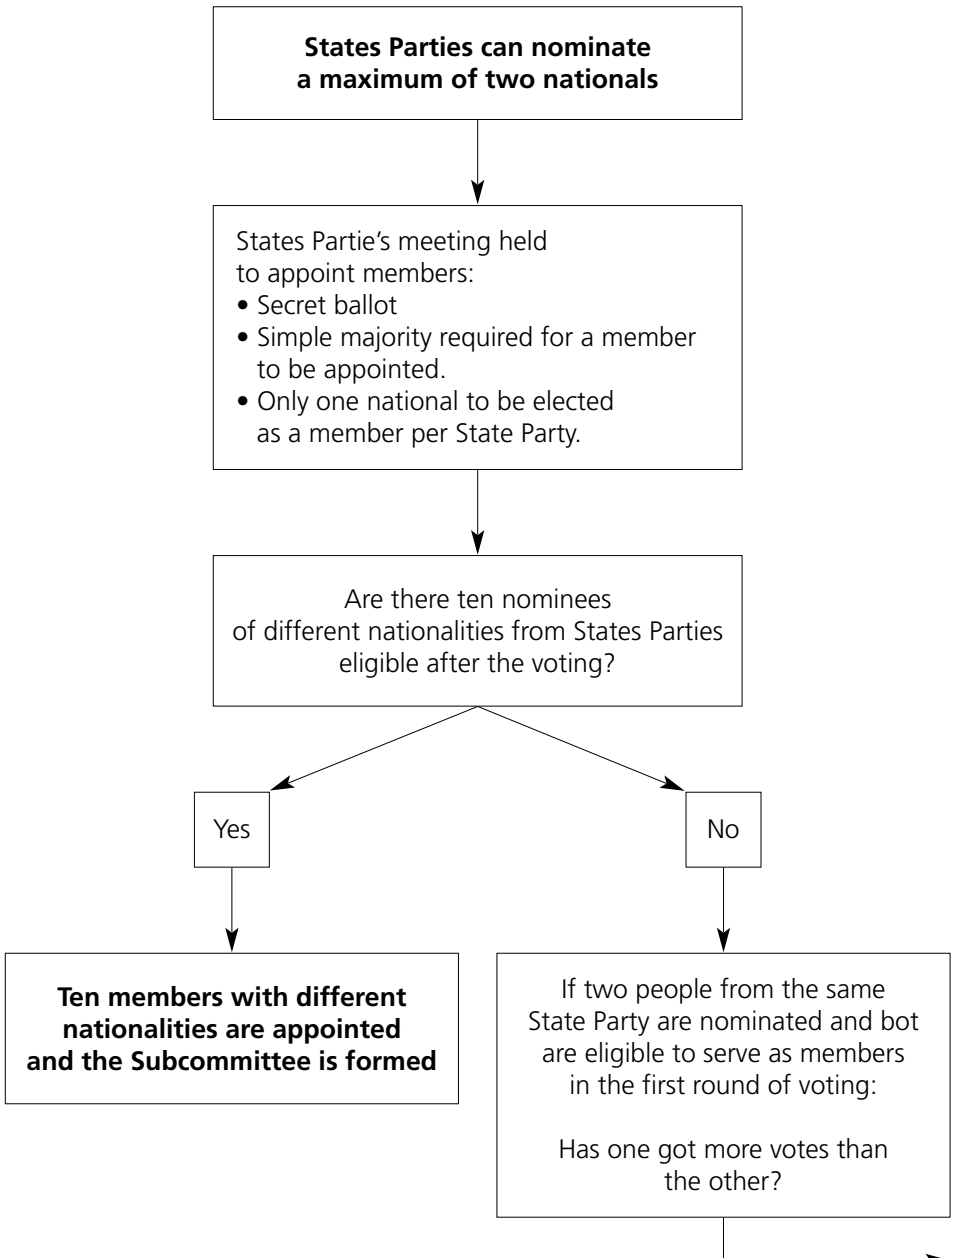 States Parties can nominate
a maximum of two nationals
States Partie's meeting held
to appoint members:
• Secret ballot
• Simple majority required for a member
to be appointed.
• Only one national to be elected
as a member per State Party.
Are there ten nominees
of different nationalities from States Parties
eligible after the voting?
Yes
No
Ten members with different
nationalities are appointed
and the Subcommittee is formed
If two people from the same
State Party are nominated and bot
are eligible to serve as members
in the first round of voting:
Has one got more votes than
the other?